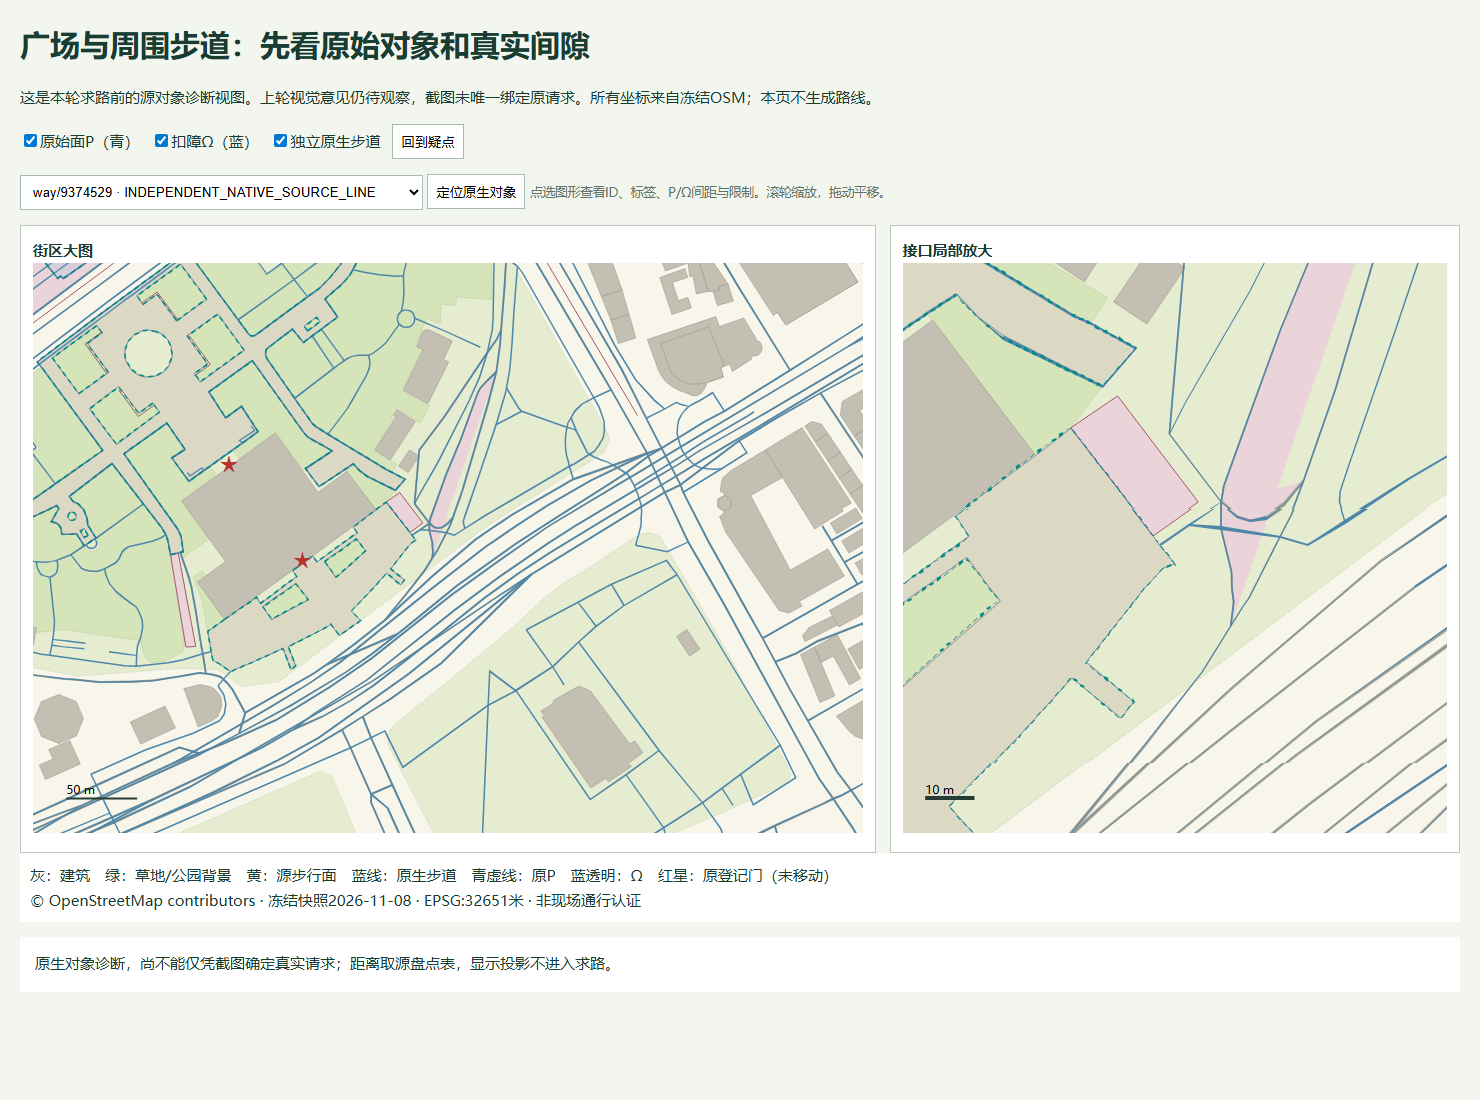 广场与周围步道：先看原始对象和真实间隙
这是本轮求路前的源对象诊断视图。上轮视觉意见仍待观察，截图未唯一绑定原请求。所有坐标来自冻结OSM；本页不生成路线。
原始面P（青） 扣障Ω（蓝） 独立原生步道 回到疑点
way/9374529 · INDEPENDENT_NATIVE_SOURCE_LINE 定位原生对象 点选图形查看ID、标签、P/Ω间距与限制。滚轮缩放，拖动平移。
街区大图
50 m
接口局部放大
10 m
灰：建筑 绿：草地/公园背景 黄：源步行面 蓝线：原生步道 青虚线：原P 蓝透明：Ω 红星：原登记门（未移动）
© OpenStreetMap contributors · 冻结快照2026-11-08 · EPSG:32651米 · 非现场通行认证
原生对象诊断，尚不能仅凭截图确定真实请求；距离取源盘点表，显示投影不进入求路。